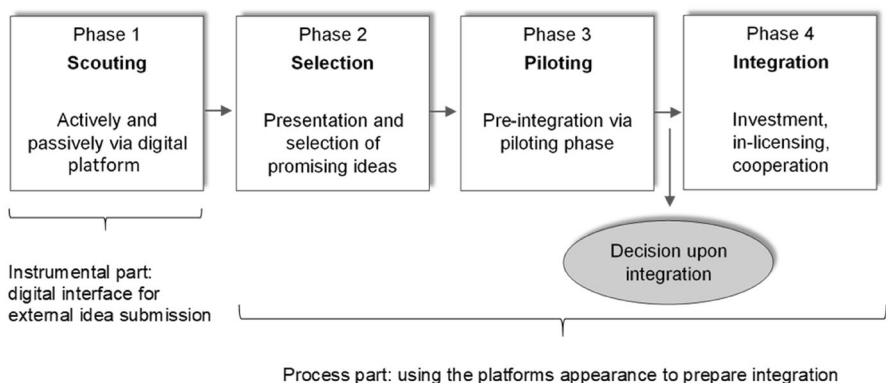 Phase 1
Scouting
Actively and
passively via digital
platform
Phase 2
Selection
Presentation and
selection of
promising ideas
Phase 3
Piloting
Pre-integration via
piloting phase
Phase 4
Integration
Investment,
in-licensing,
cooperation
Decision upon
integration
Instrumental part:
digital interface for
external idea submission
Process part: using the platforms appearance to prepare integration